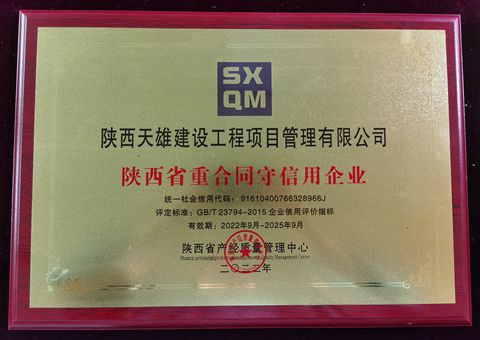 SX
QM
陕西天雄建设工程项目管理有限公司
陕西省重合同守信用企业
统一社会信用代码：91610400766328966J
评定标准：GB/T 23794-2015 企业信用评价指标
有效期：2022年9月-2025年9月
陕西省产经质量管理中心
二〇二二年